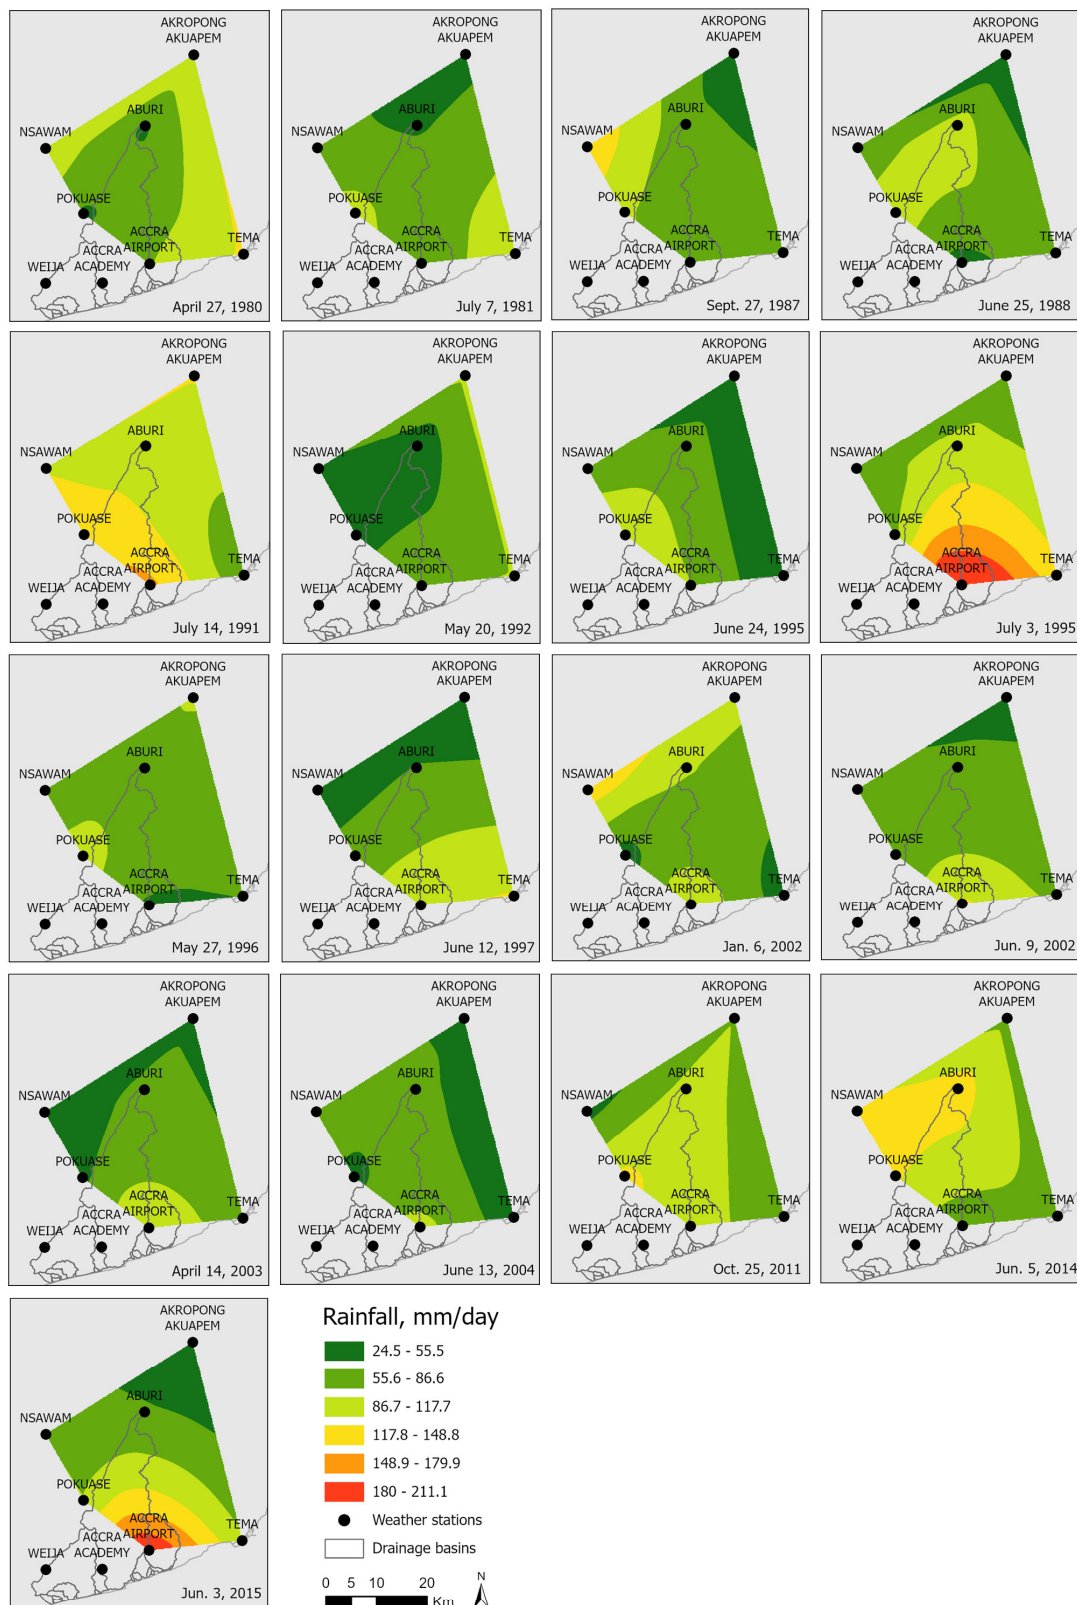 AKROPONG
AKUAPEM
ABURI
NSAWAM
POKUASE
ACCRA
AIRPORT
TEMA
WEIJA
ACCRA
ACADEMY
April 27, 1980
AKROPONG
AKUAPEM
ABURI
NSAWAM
POKUASE
ACCRA
AIRPORT
TEMA
WEIJA
ACCRA
ACADEMY
July 7, 1981
AKROPONG
AKUAPEM
ABURI
NSAWAM
POKUASE
ACCRA
AIRPORT
TEMA
WEIJA
ACCRA
ACADEMY
Sept. 27, 1987
AKROPONG
AKUAPEM
ABURI
NSAWAM
POKUASE
ACCRA
AIRPORT
TEMA
WEIJA
ACCRA
ACADEMY
June 25, 1988
AKROPONG
AKUAPEM
ABURI
NSAWAM
POKUASE
ACCRA
AIRPORT
TEMA
WEIJA
ACCRA
ACADEMY
July 14, 1991
AKROPONG
AKUAPEM
ABURI
NSAWAM
POKUASE
ACCRA
AIRPORT
TEMA
WEIJA
ACCRA
ACADEMY
May 20, 1992
AKROPONG
AKUAPEM
ABURI
NSAWAM
POKUASE
ACCRA
AIRPORT
TEMA
WEIJA
ACCRA
ACADEMY
June 24, 1995
AKROPONG
AKUAPEM
ABURI
NSAWAM
POKUASE
ACCRA
AIRPORT
TEMA
WEIJA
ACCRA
ACADEMY
July 3, 1995
AKROPONG
AKUAPEM
ABURI
NSAWAM
POKUASE
ACCRA
AIRPORT
TEMA
WEIJA
ACCRA
ACADEMY
May 27, 1996
AKROPONG
AKUAPEM
ABURI
NSAWAM
POKUASE
ACCRA
AIRPORT
TEMA
WEIJA
ACCRA
ACADEMY
June 12, 1997
AKROPONG
AKUAPEM
ABURI
NSAWAM
POKUASE
ACCRA
AIRPORT
TEMA
WEIJA
ACCRA
ACADEMY
Jan. 6, 2002
AKROPONG
AKUAPEM
ABURI
NSAWAM
POKUASE
ACCRA
AIRPORT
TEMA
WEIJA
ACCRA
ACADEMY
Jun. 9, 2002
AKROPONG
AKUAPEM
ABURI
NSAWAM
POKUASE
ACCRA
AIRPORT
TEMA
WEIJA
ACCRA
ACADEMY
April 14, 2003
AKROPONG
AKUAPEM
ABURI
NSAWAM
POKUASE
ACCRA
AIRPORT
TEMA
WEIJA
ACCRA
ACADEMY
June 13, 2004
AKROPONG
AKUAPEM
ABURI
NSAWAM
POKUASE
ACCRA
AIRPORT
TEMA
WEIJA
ACCRA
ACADEMY
Oct. 25, 2011
AKROPONG
AKUAPEM
ABURI
NSAWAM
POKUASE
ACCRA
AIRPORT
TEMA
WEIJA
ACCRA
ACADEMY
Jun. 5, 2014
AKROPONG
AKUAPEM
ABURI
NSAWAM
POKUASE
ACCRA
AIRPORT
TEMA
WEIJA
ACCRA
ACADEMY
Jun. 3, 2015
Rainfall, mm/day
24.5 - 55.5
55.6 - 86.6
86.7 - 117.7
117.8 - 148.8
148.9 - 179.9
180 - 211.1
Weather stations
Drainage basins
0 5 10 20
Km
N